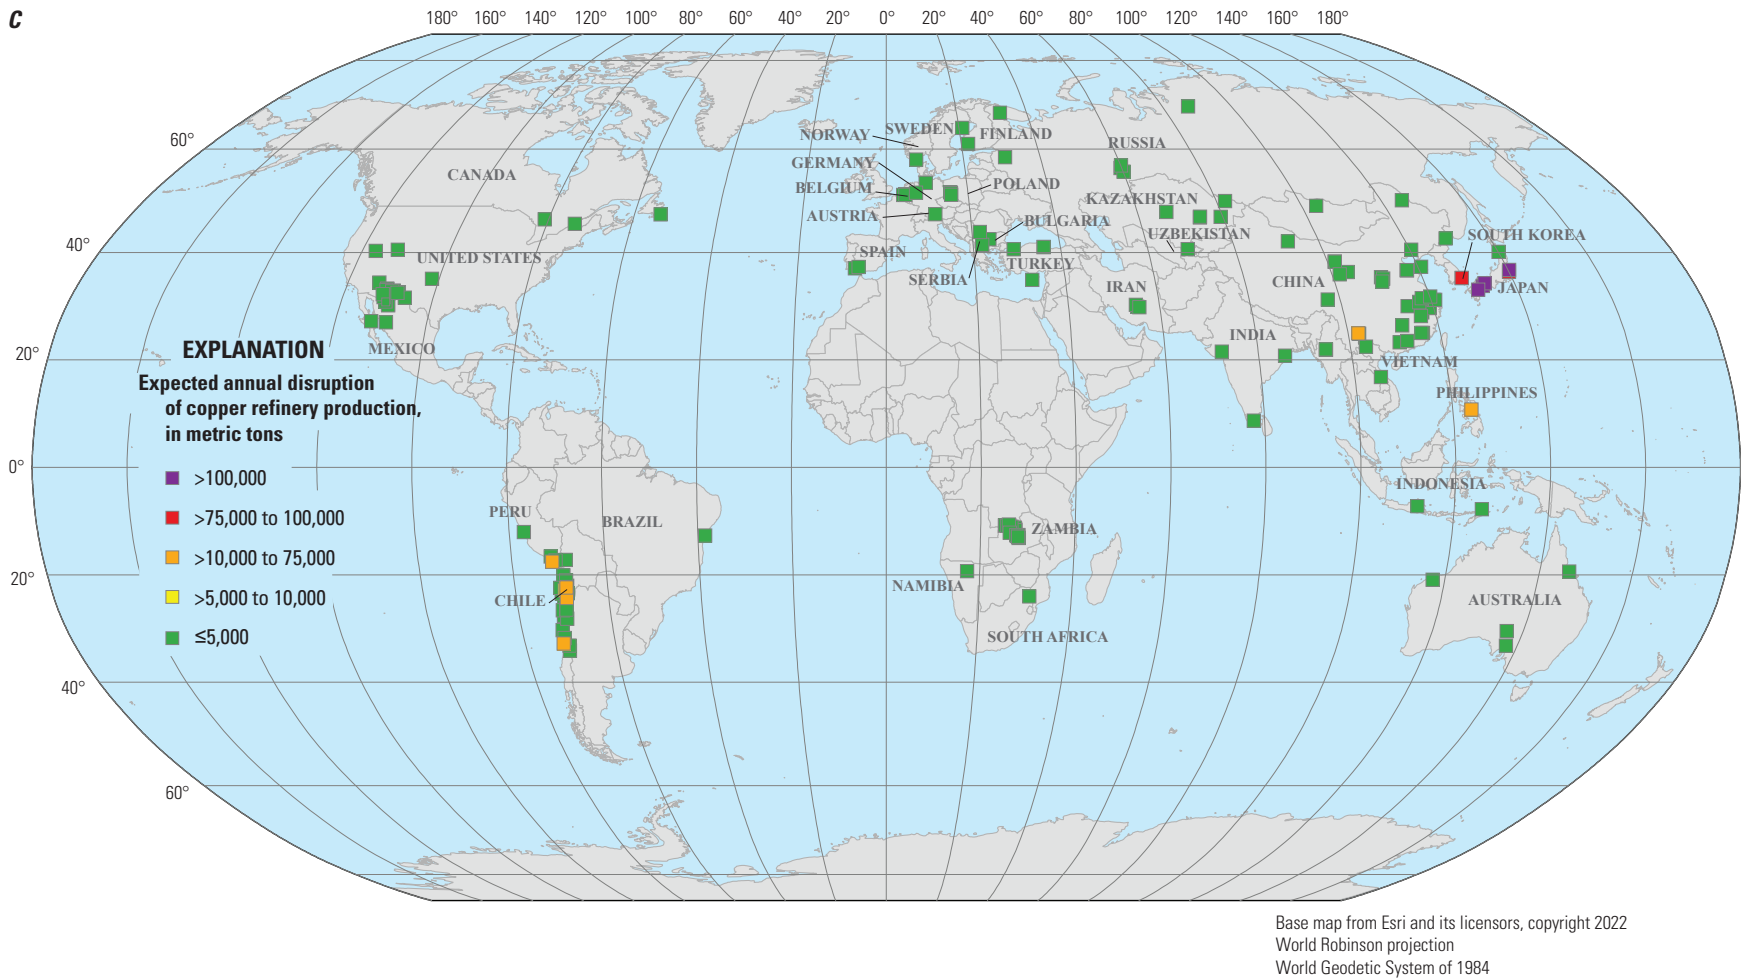 C
180° 160° 140° 120° 100° 80° 60° 40° 20° 0° 20° 40° 60° 80° 100° 120° 140° 160° 180°
60°
40°
20°
0°
20°
40°
60°
NORWAY
SWEDEN
FINLAND
RUSSIA
GERMANY
CANADA
BELGIUM
POLAND
KAZAKHSTAN
AUSTRIA
BULGARIA
UZBEKISTAN
SOUTH KOREA
UNITED STATES
SPAIN
TURKEY
SERBIA
IRAN
CHINA
JAPAN
INDIA
MEXICO
VIETNAM
PHILIPPINES
INDONESIA
PERU
BRAZIL
ZAMBIA
NAMIBIA
CHILE
AUSTRALIA
SOUTH AFRICA
EXPLANATION
Expected annual disruption
of copper refinery production,
in metric tons
>100,000
>75,000 to 100,000
>10,000 to 75,000
>5,000 to 10,000
≤5,000
Base map from Esri and its licensors, copyright 2022
World Robinson projection
World Geodetic System of 1984